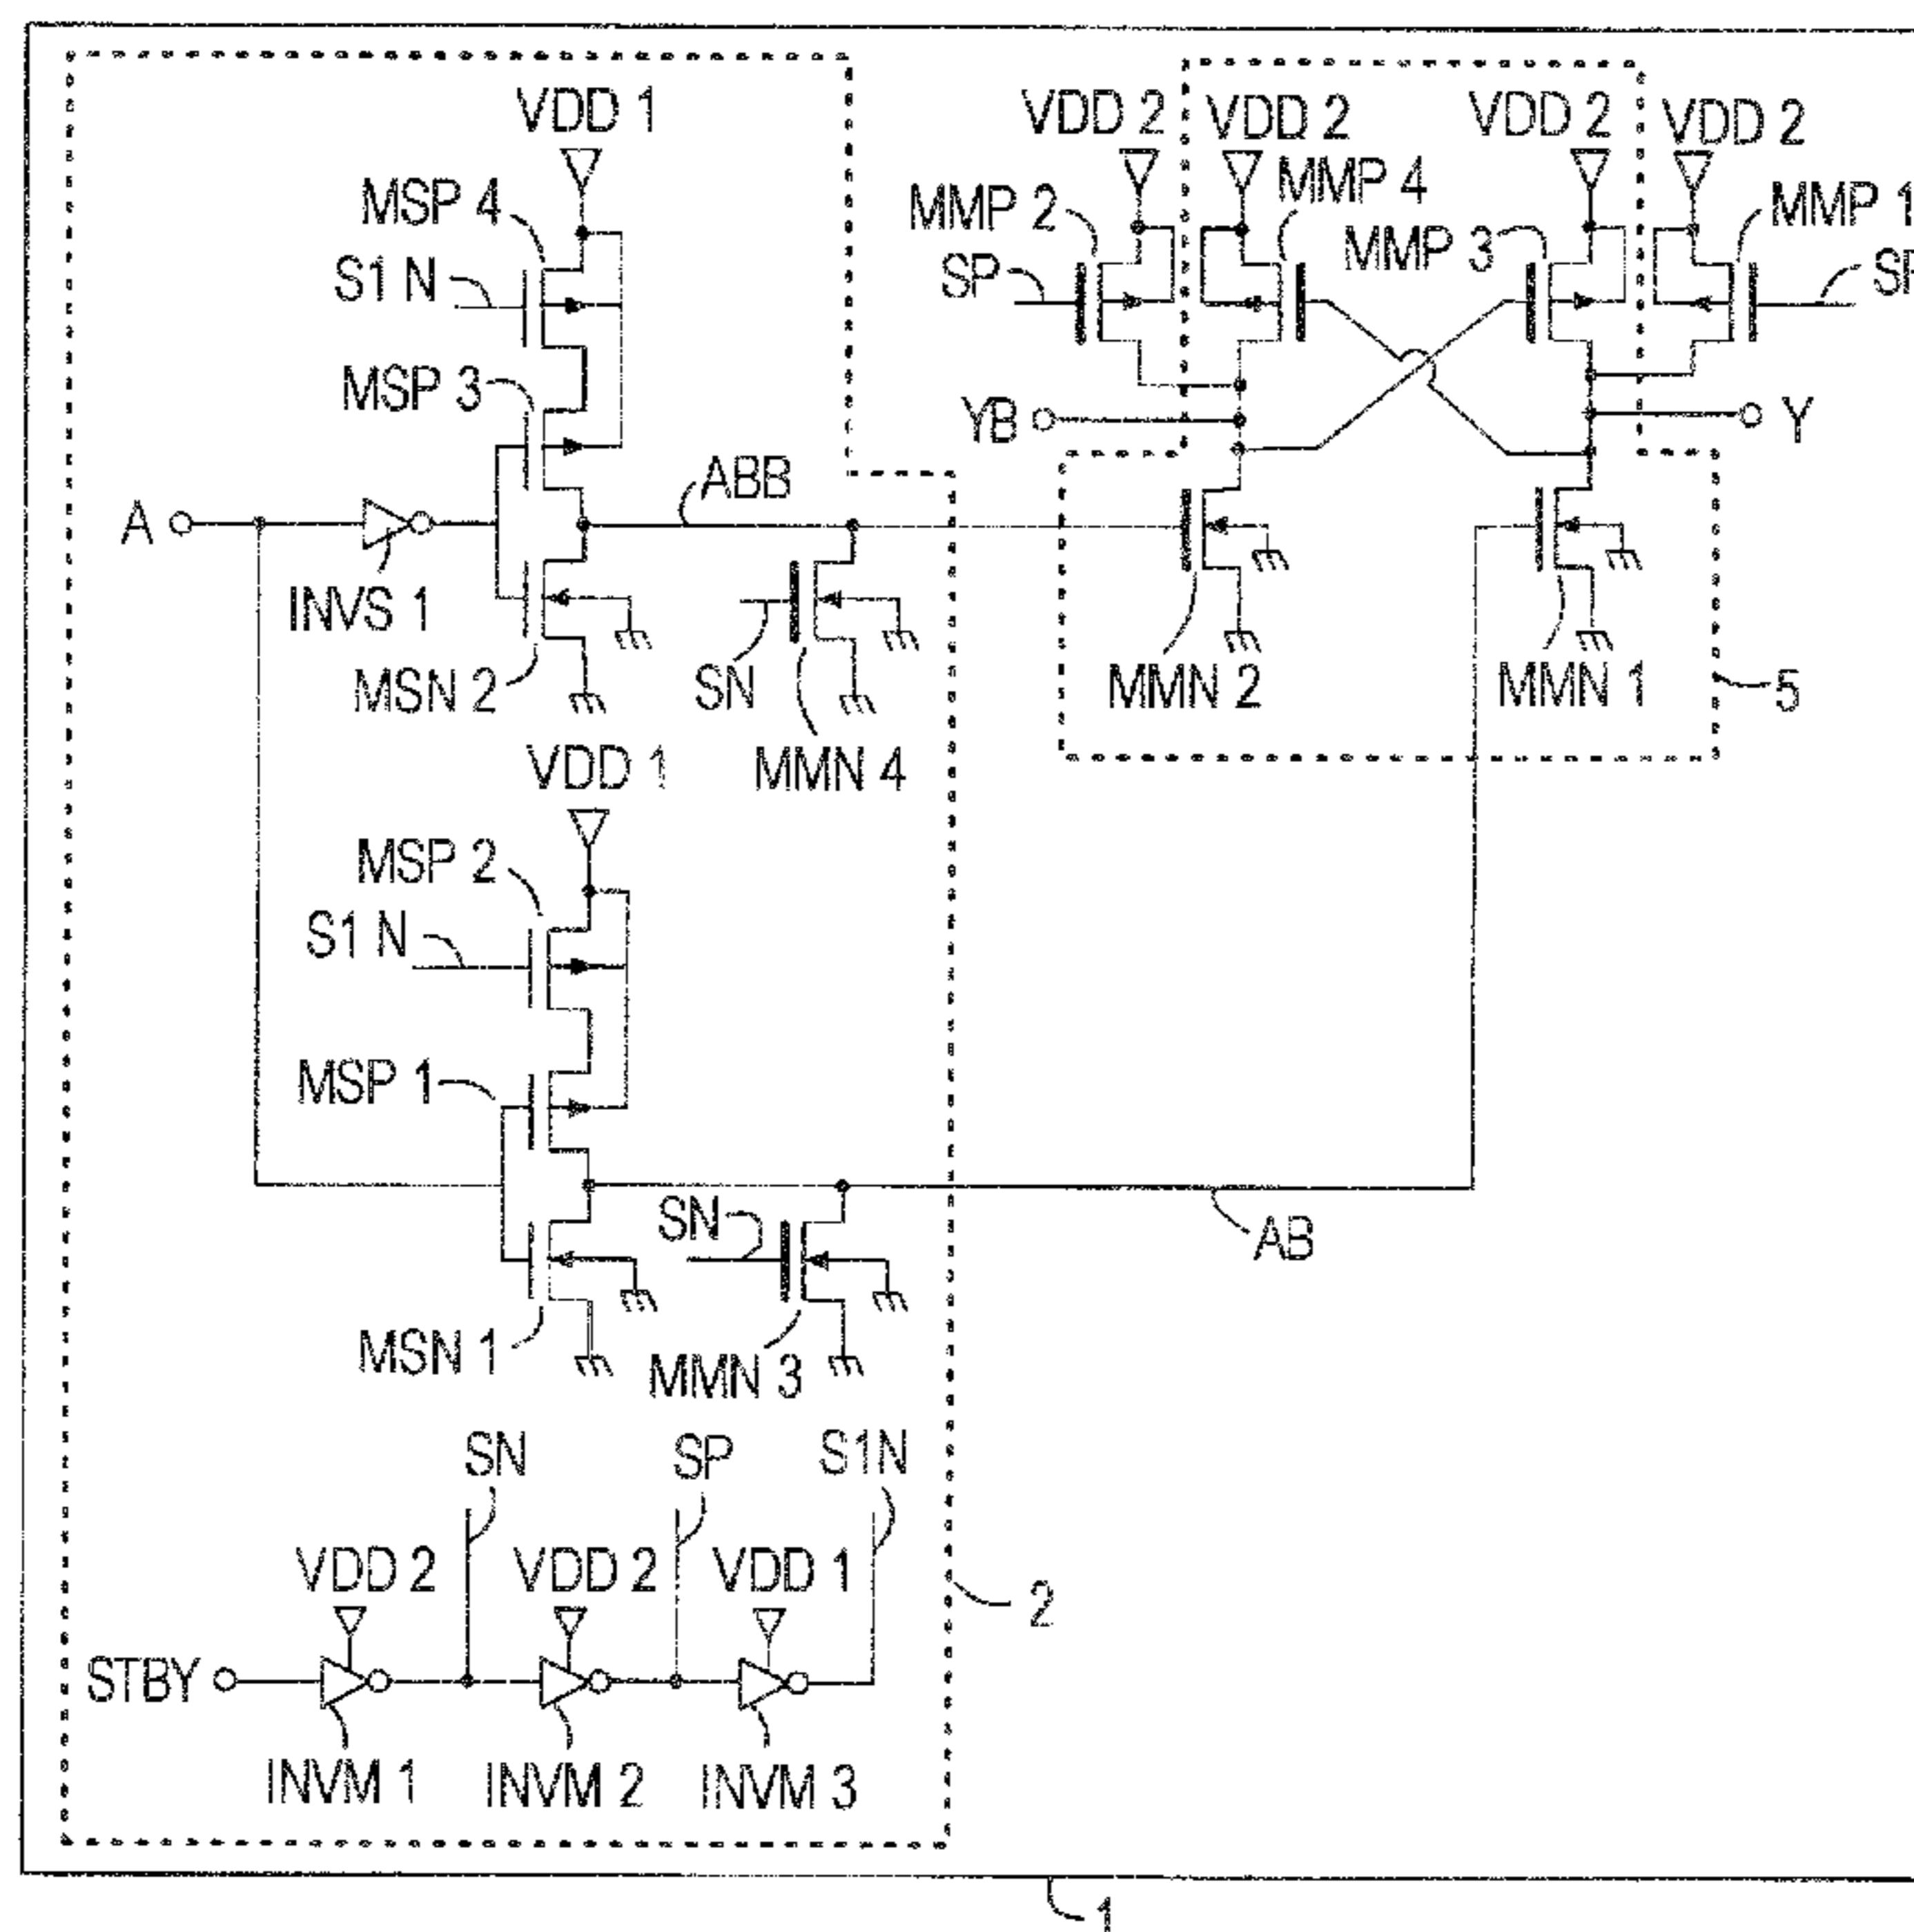 VDD 1
VDD 2
VDD 2
VDD 2
VDD 2
MSP 4
MMP 2
MMP 4
MMP 3
MMP 1
S1 N
SP
MSP 3
YB
Y
ABB
A
INVS 1
MSN 2
SN
MMN 4
MMN 2
MMN 1
5
VDD 1
MSP 2
S1 N
MSP 1
SN
AB
MSN 1
MMN 3
SN
SP
S1N
VDD 2
VDD 2
VDD 1
2
STBY
INVM 1
INVM 2
INVM 3
1